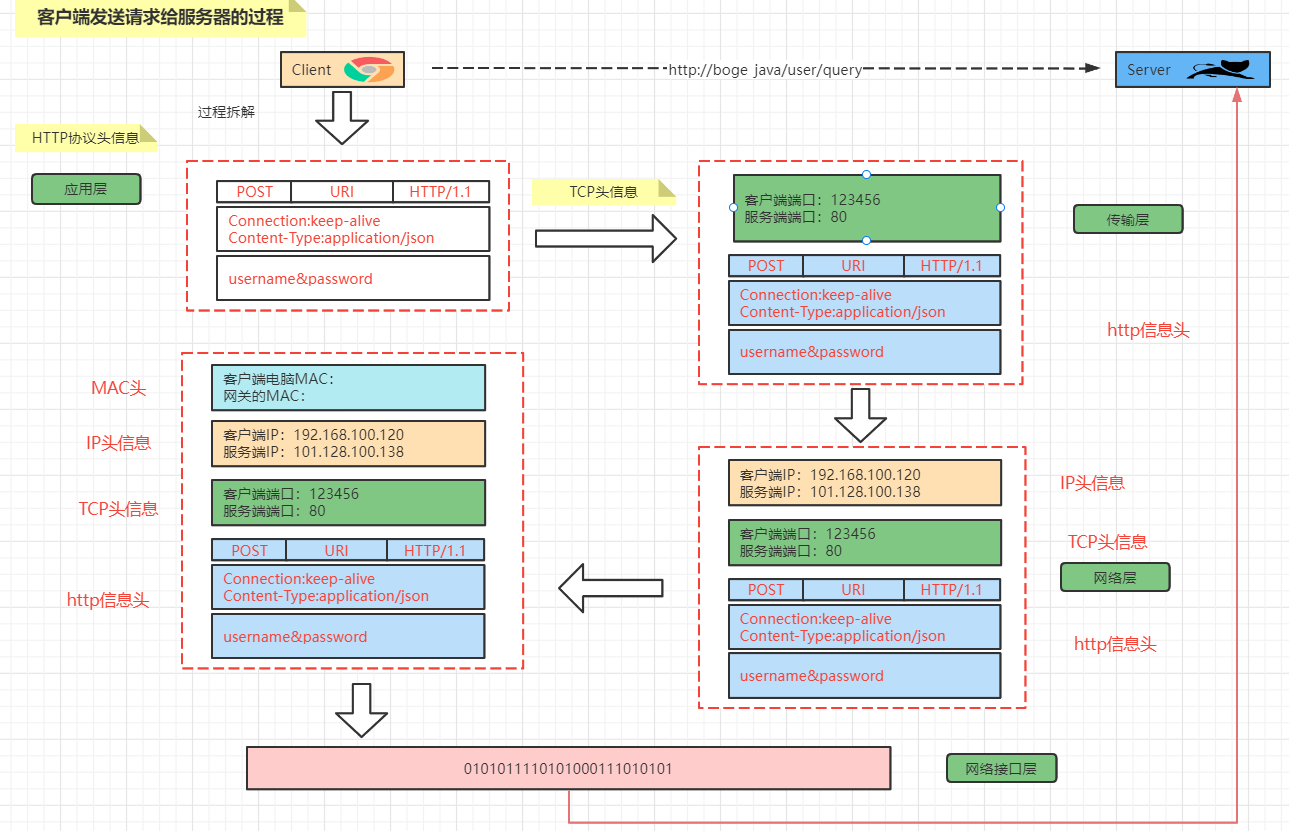 客户端发送请求给服务器的过程
Client
http://boge java/user/query
Server
过程拆解
HTTP协议头信息
应用层
POST URI HTTP/1.1
Connection:keep-alive
Content-Type:application/json
username&password
TCP头信息
客户端端口：123456
服务端端口：80
传输层
POST URI HTTP/1.1
Connection:keep-alive
Content-Type:application/json
username&password
http信息头
客户端IP：192.168.100.120
服务端IP：101.128.100.138
IP头信息
客户端端口：123456
服务端端口：80
TCP头信息
网络层
POST URI HTTP/1.1
Connection:keep-alive
Content-Type:application/json
username&password
http信息头
MAC头
客户端电脑MAC：
网关的MAC：
IP头信息
客户端IP：192.168.100.120
服务端IP：101.128.100.138
TCP头信息
客户端端口：123456
服务端端口：80
POST URI HTTP/1.1
Connection:keep-alive
Content-Type:application/json
http信息头
username&password
0101011110101000111010101
网络接口层